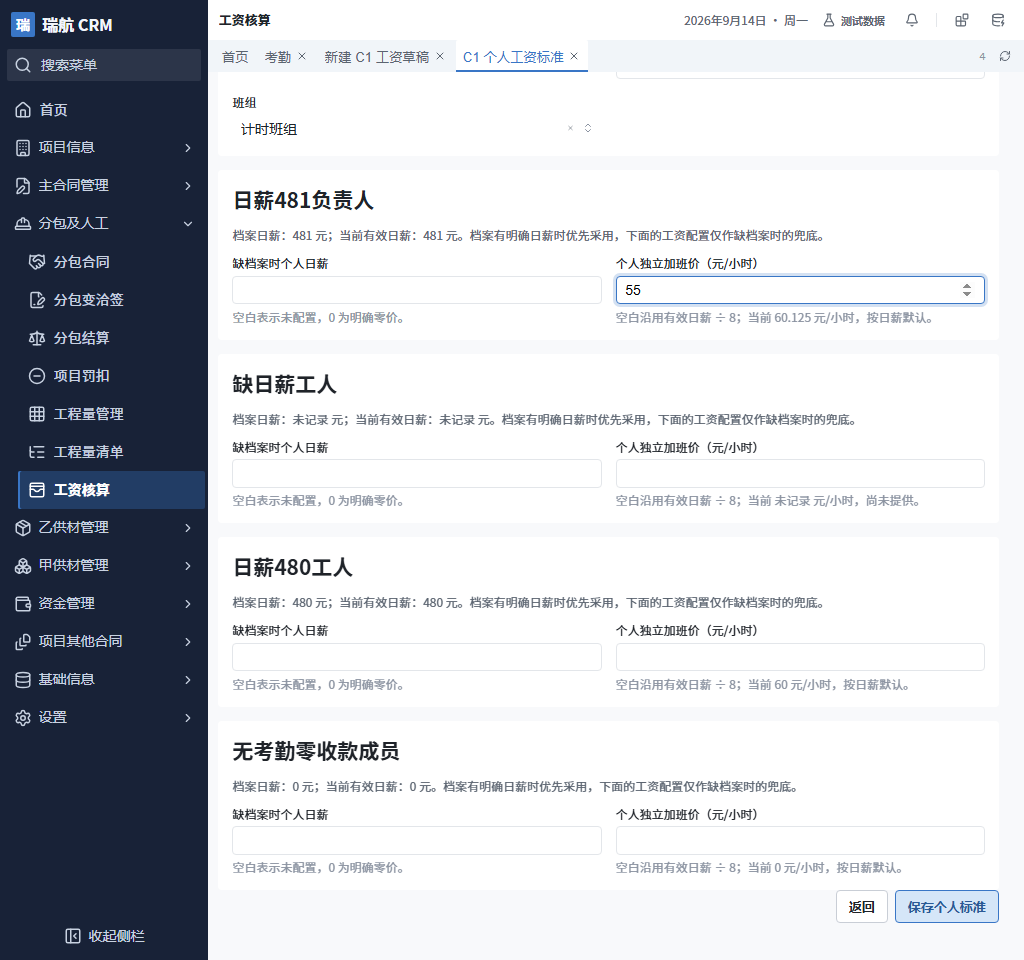 瑞 瑞航 CRM
搜索菜单
首页
项目信息
主合同管理
分包及人工
分包合同
分包变洽签
分包结算
项目罚扣
工程量管理
工程量清单
工资核算
乙供材管理
甲供材管理
资金管理
项目其他合同
基础信息
设置
收起侧栏
工资核算
2026年9月14日 · 周一 测试数据
首页 考勤 × 新建 C1 工资草稿 × C1 个人工资标准 × 4
班组
计时班组 ×
日薪481负责人
档案日薪：481 元；当前有效日薪：481 元。档案有明确日薪时优先采用，下面的工资配置仅作缺档案时的兜底。
缺档案时个人日薪 个人独立加班价（元/小时）
55
空白表示未配置，0 为明确零价。 空白沿用有效日薪 ÷ 8；当前 60.125 元/小时，按日薪默认。
缺日薪工人
档案日薪：未记录 元；当前有效日薪：未记录 元。档案有明确日薪时优先采用，下面的工资配置仅作缺档案时的兜底。
缺档案时个人日薪 个人独立加班价（元/小时）
空白表示未配置，0 为明确零价。 空白沿用有效日薪 ÷ 8；当前 未记录 元/小时，尚未提供。
日薪480工人
档案日薪：480 元；当前有效日薪：480 元。档案有明确日薪时优先采用，下面的工资配置仅作缺档案时的兜底。
缺档案时个人日薪 个人独立加班价（元/小时）
空白表示未配置，0 为明确零价。 空白沿用有效日薪 ÷ 8；当前 60 元/小时，按日薪默认。
无考勤零收款成员
档案日薪：0 元；当前有效日薪：0 元。档案有明确日薪时优先采用，下面的工资配置仅作缺档案时的兜底。
缺档案时个人日薪 个人独立加班价（元/小时）
空白表示未配置，0 为明确零价。 空白沿用有效日薪 ÷ 8；当前 0 元/小时，按日薪默认。
返回 保存个人标准